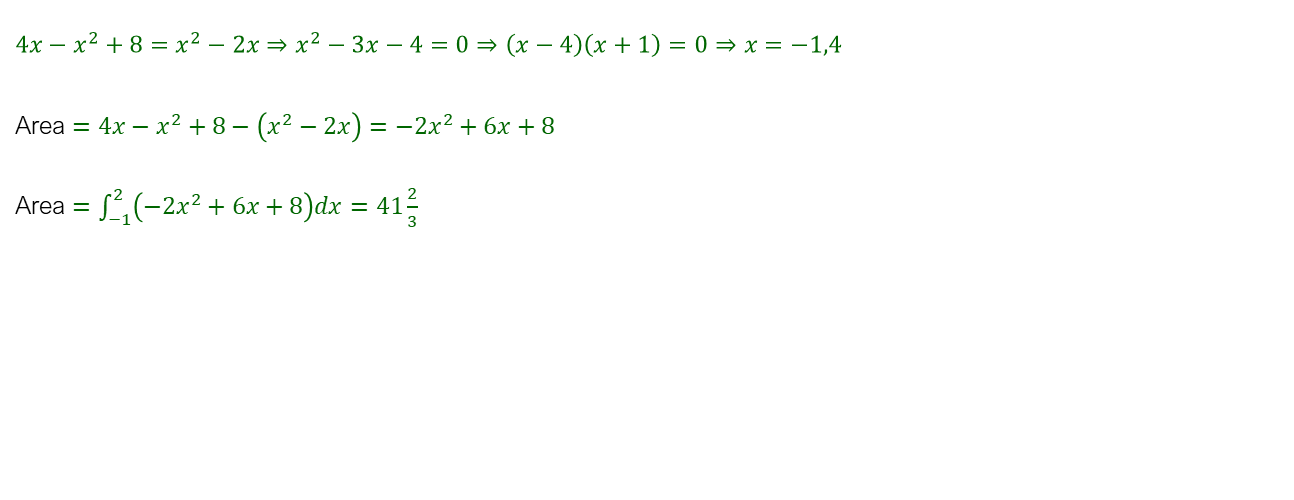 4x − x² + 8 = x² − 2x ⇒ x² − 3x − 4 = 0 ⇒ (x − 4)(x + 1) = 0 ⇒ x = −1,4
Area = 4x − x² + 8 − (x² − 2x) = −2x² + 6x + 8
Area = ∫₋₁² (−2x² + 6x + 8)dx = 41 2/3